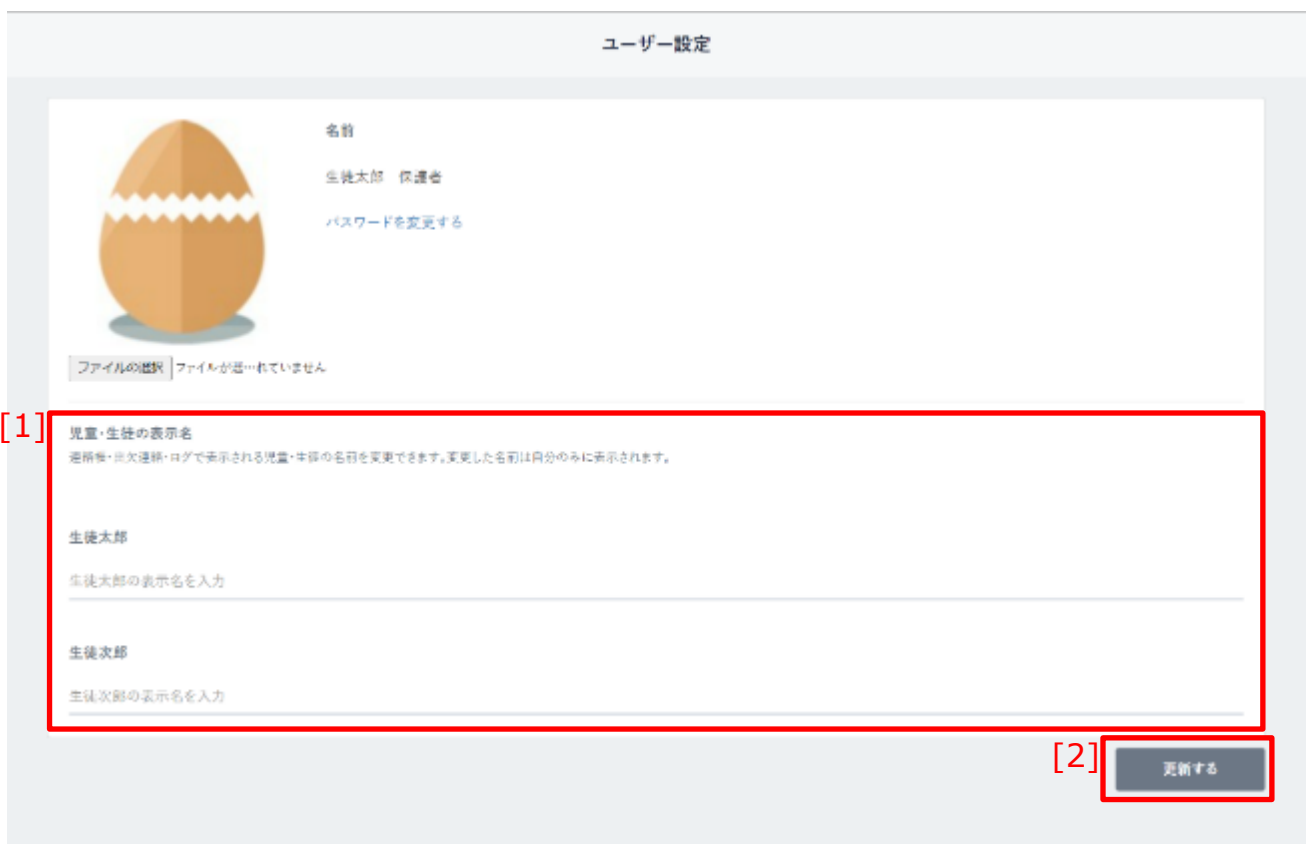 ユーザー設定
名前
生徒太郎　保護者
パスワードを変更する
ファイルの選択 ファイルが選…れていません
[1]
児童・生徒の表示名
連絡帳・出欠連絡・ログで表示される児童・生徒の名前を変更できます。変更した名前は自分のみに表示されます。
生徒太郎
生徒太郎の表示名を入力
生徒次郎
生徒次郎の表示名を入力
[2]
更新する